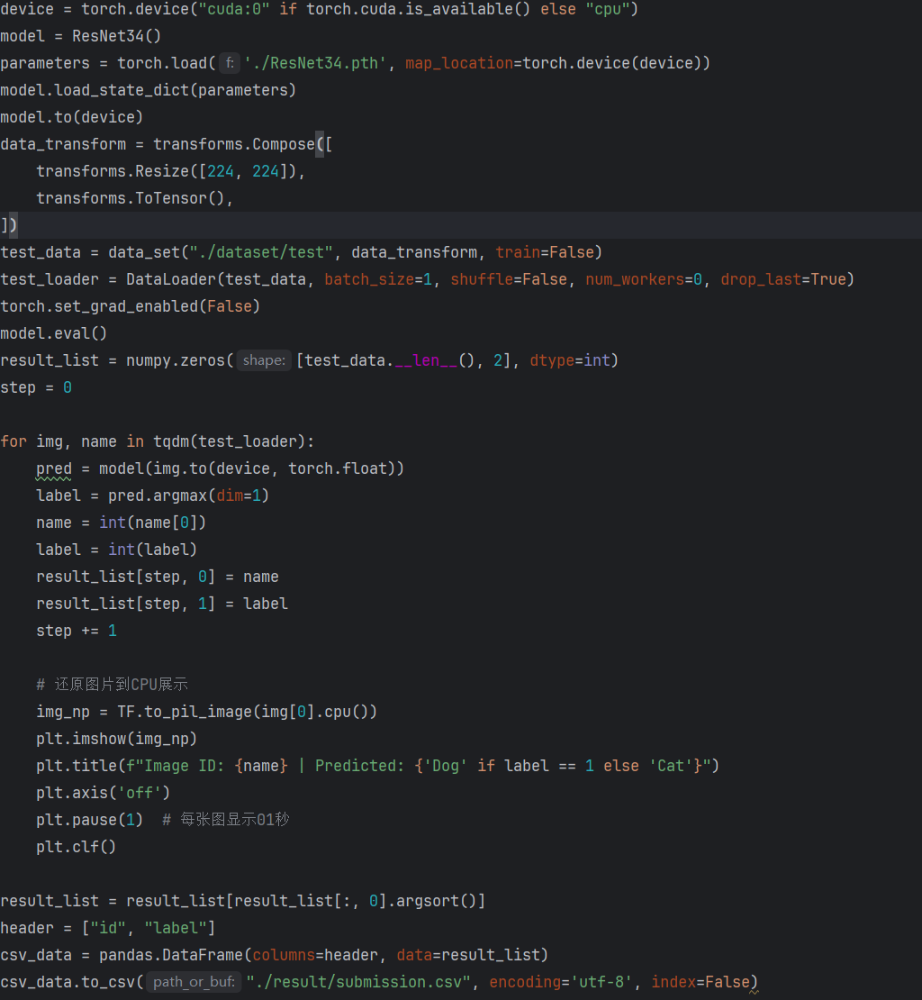 device = torch.device("cuda:0" if torch.cuda.is_available() else "cpu")
model = ResNet34()
parameters = torch.load( f: './ResNet34.pth', map_location=torch.device(device))
model.load_state_dict(parameters)
model.to(device)
data_transform = transforms.Compose([
    transforms.Resize([224, 224]),
    transforms.ToTensor(),
])
test_data = data_set("./dataset/test", data_transform, train=False)
test_loader = DataLoader(test_data, batch_size=1, shuffle=False, num_workers=0, drop_last=True)
torch.set_grad_enabled(False)
model.eval()
result_list = numpy.zeros( shape: [test_data.__len__(), 2], dtype=int)
step = 0
for img, name in tqdm(test_loader):
    pred = model(img.to(device, torch.float))
    label = pred.argmax(dim=1)
    name = int(name[0])
    label = int(label)
    result_list[step, 0] = name
    result_list[step, 1] = label
    step += 1
    # 还原图片到CPU展示
    img_np = TF.to_pil_image(img[0].cpu())
    plt.imshow(img_np)
    plt.title(f"Image ID: {name} | Predicted: {'Dog' if label == 1 else 'Cat'}")
    plt.axis('off')
    plt.pause(1)  # 每张图显示01秒
    plt.clf()
result_list = result_list[result_list[:, 0].argsort()]
header = ["id", "label"]
csv_data = pandas.DataFrame(columns=header, data=result_list)
csv_data.to_csv( path_or_buf: "./result/submission.csv", encoding='utf-8', index=False)